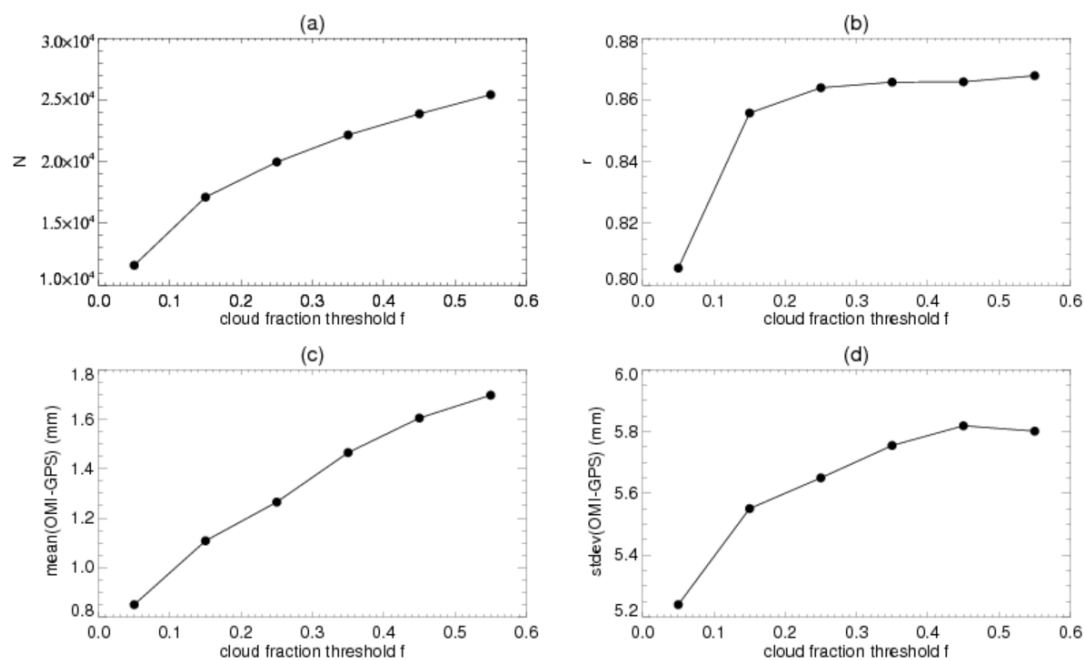 (a)
3.0×10⁴
2.5×10⁴
2.0×10⁴
1.5×10⁴
1.0×10⁴
N
0.0 0.1 0.2 0.3 0.4 0.5 0.6
cloud fraction threshold f
(b)
0.88
0.86
0.84
0.82
0.80
r
0.0 0.1 0.2 0.3 0.4 0.5 0.6
cloud fraction threshold f
(c)
1.8
1.6
1.4
1.2
1.0
0.8
mean(OMI-GPS) (mm)
0.0 0.1 0.2 0.3 0.4 0.5 0.6
cloud fraction threshold f
(d)
6.0
5.8
5.6
5.4
5.2
stdev(OMI-GPS) (mm)
0.0 0.1 0.2 0.3 0.4 0.5 0.6
cloud fraction threshold f